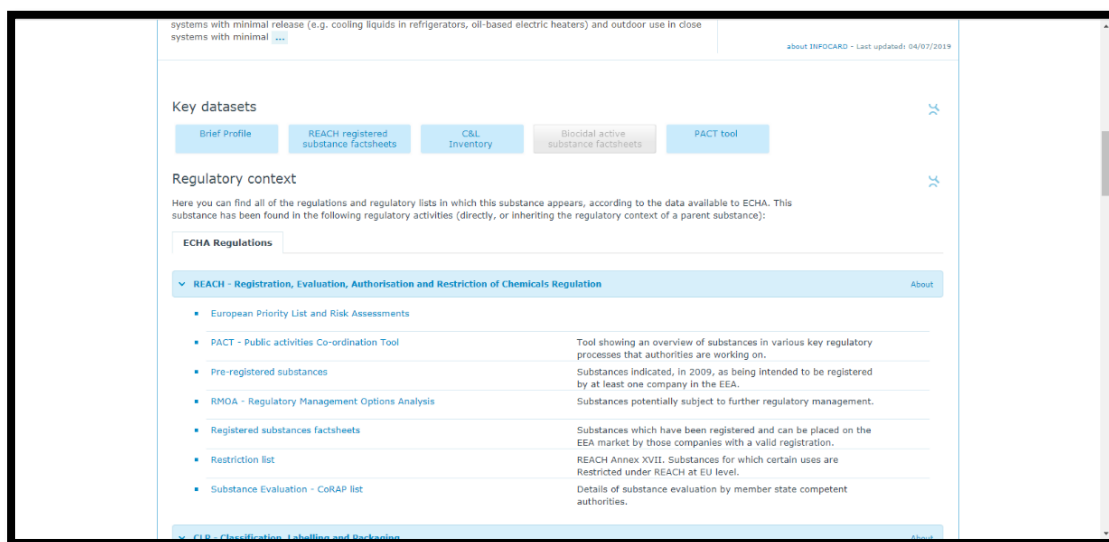 systems with minimal release (e.g. cooling liquids in refrigerators, oil-based electric heaters) and outdoor use in close
systems with minimal ...
about INFOCARD - Last updated: 04/07/2019
Key datasets
Brief Profile
REACH registered
substance factsheets
C&L
Inventory
Biocidal active
substance factsheets
PACT tool
Regulatory context
Here you can find all of the regulations and regulatory lists in which this substance appears, according to the data available to ECHA. This
substance has been found in the following regulatory activities (directly, or inheriting the regulatory context of a parent substance):
ECHA Regulations
REACH - Registration, Evaluation, Authorisation and Restriction of Chemicals Regulation About
European Priority List and Risk Assessments
PACT - Public activities Co-ordination Tool Tool showing an overview of substances in various key regulatory
processes that authorities are working on.
Pre-registered substances Substances indicated, in 2009, as being intended to be registered
by at least one company in the EEA.
RMOA - Regulatory Management Options Analysis Substances potentially subject to further regulatory management.
Registered substances factsheets Substances which have been registered and can be placed on the
EEA market by those companies with a valid registration.
Restriction list REACH Annex XVII. Substances for which certain uses are
Restricted under REACH at EU level.
Substance Evaluation - CoRAP list Details of substance evaluation by member state competent
authorities.
CLP - Classification, Labelling and Packaging About